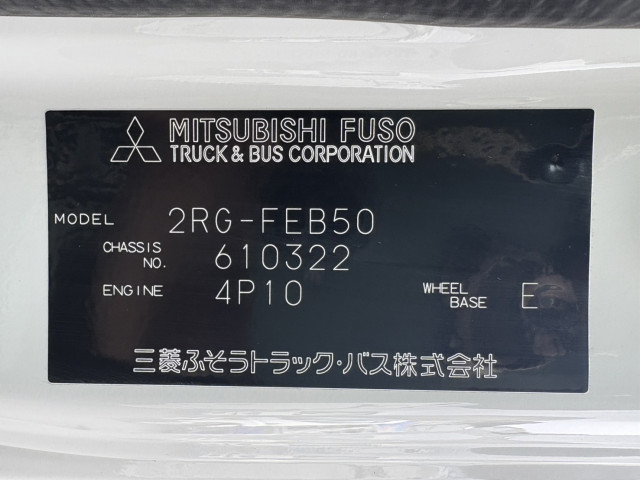 MITSUBISHI FUSO
TRUCK & BUS CORPORATION
MODEL 2RG-FEB50
CHASSIS NO. 610322
ENGINE 4P10 WHEEL BASE E
三菱ふそうトラック・バス株式会社